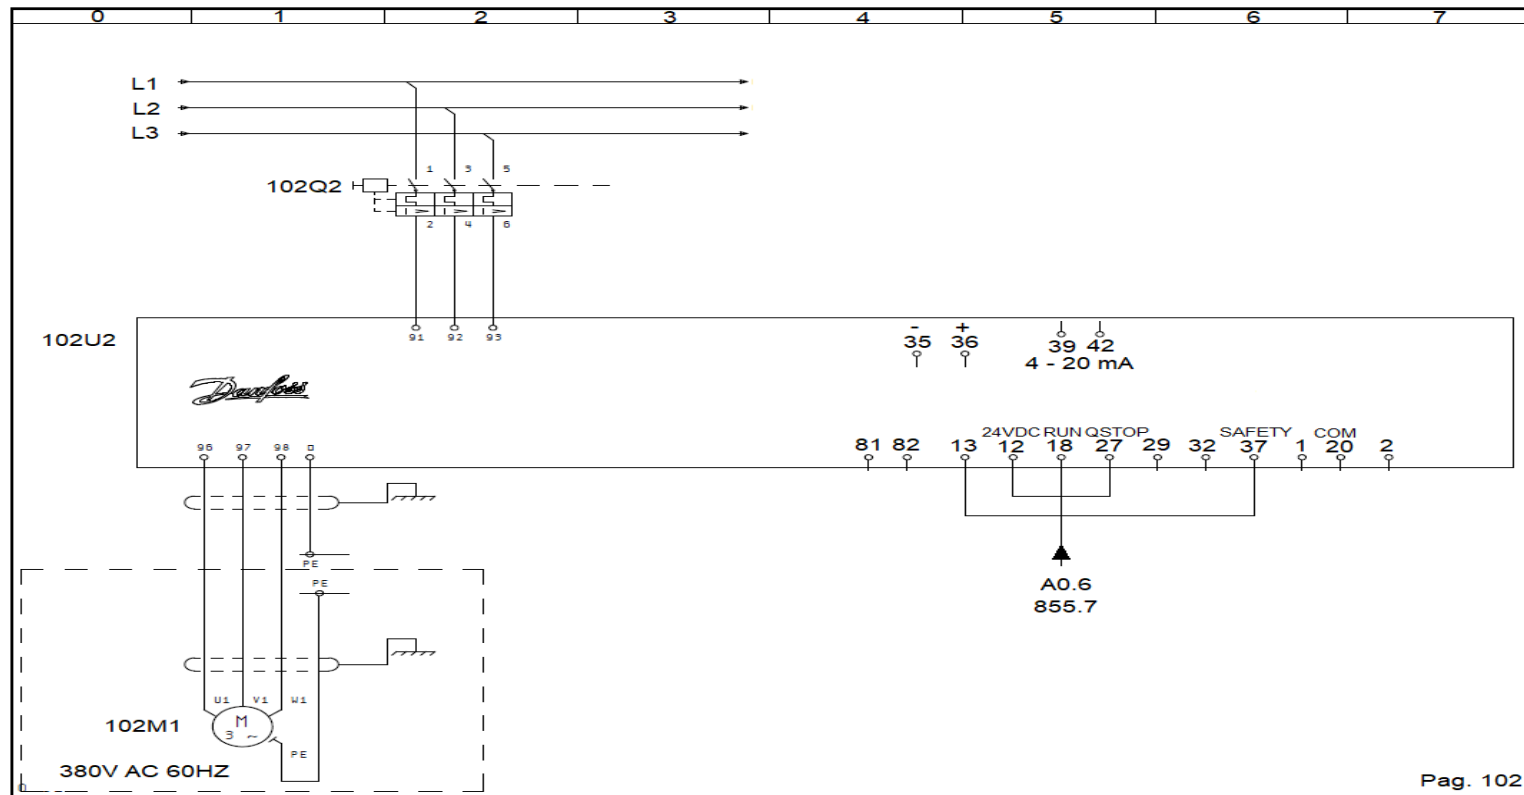 0 1 2 3 4 5 6 7
L1
L2
L3
1 3 5
102Q2
2 4 6
102U2
91 92 93
- +
35 36 39 42
4 - 20 mA
Danfoss
24VDC RUN QSTOP SAFETY COM
96 97 98
81 82 13 12 18 27 29 32 37 1 20 2
PE
PE
A0.6
855.7
U1 V1 W1
102M1
M
3 ~
PE
380V AC 60HZ
Pag. 102